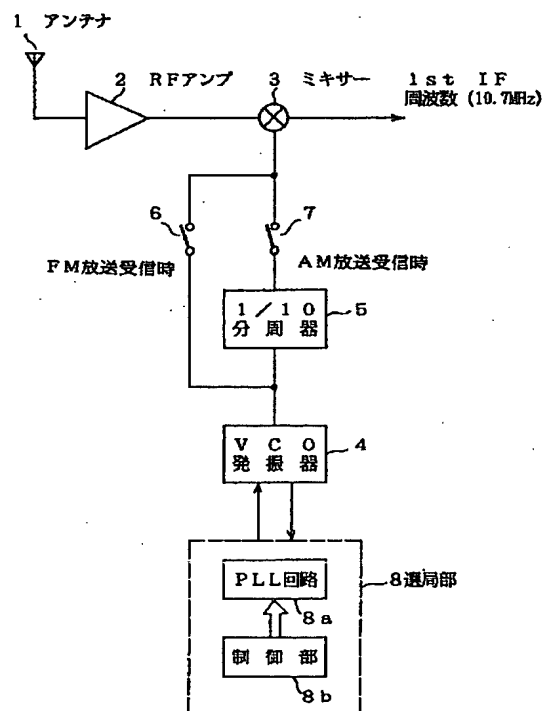 1 アンテナ
2 RFアンプ
3 ミキサー
1st IF
周波数 (10.7MHz)
6
7
FM放送受信時
AM放送受信時
1/10
分周器
5
VCO
発振器
4
PLL回路
8a
8選局部
制御部
8b